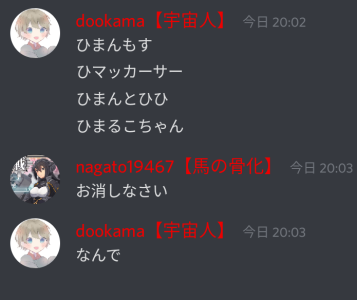 dookama【宇宙人】 今日 20:02
ひまんもす
ひマッカーサー
ひまんとひひ
ひまるこちゃん
nagato19467【馬の骨化】 今日 20:03
お消しなさい
dookama【宇宙人】 今日 20:03
なんで